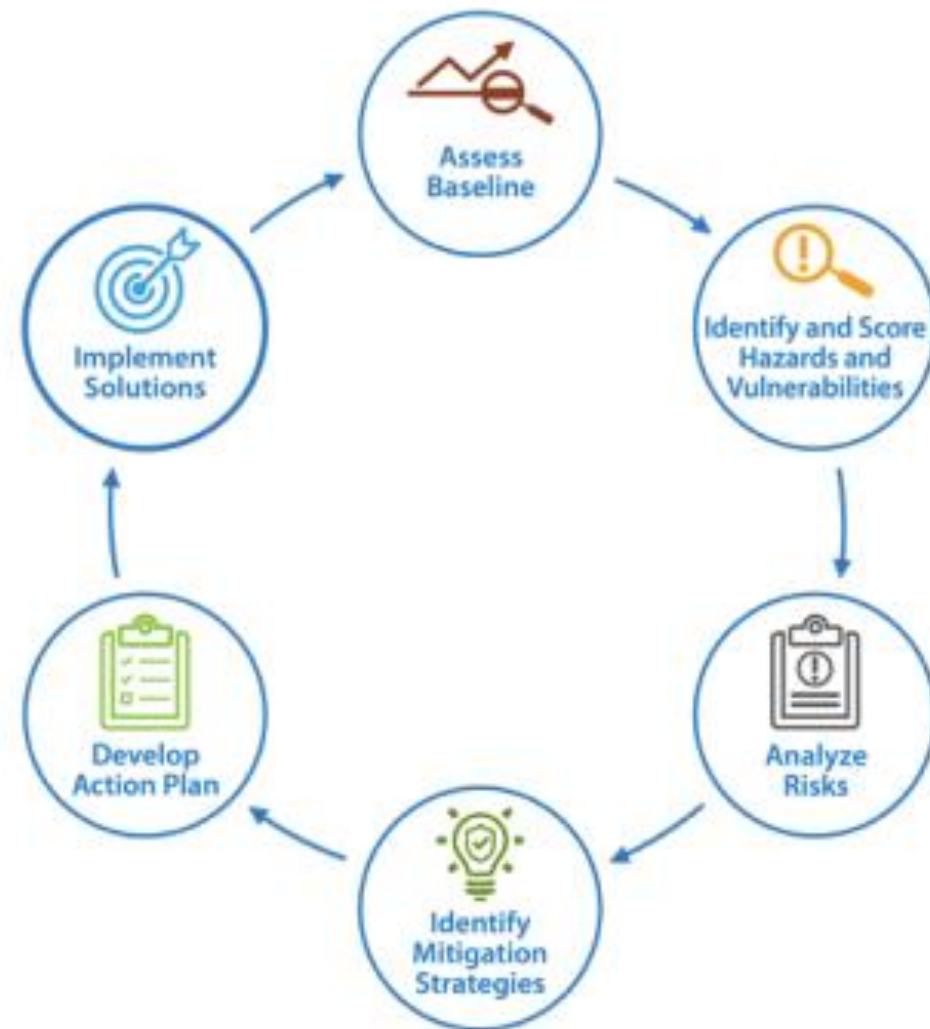 Assess
Baseline
Identify and Score
Hazards and
Vulnerabilities
Analyze
Risks
Identify
Mitigation
Strategies
Develop
Action Plan
Implement
Solutions